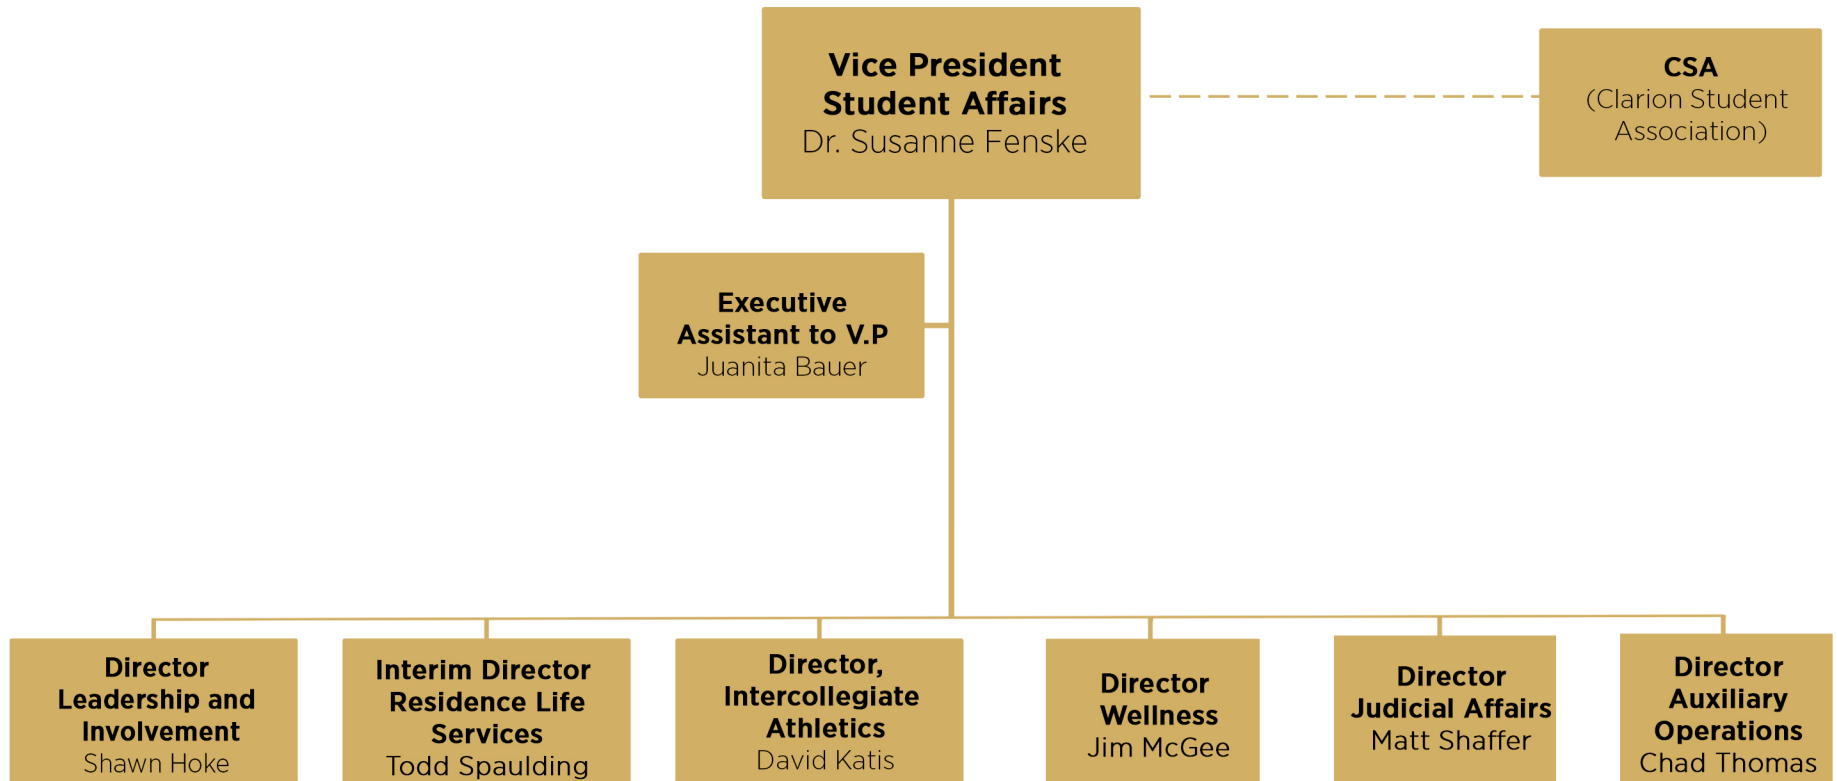 Vice President
Student Affairs
Dr. Susanne Fenske
CSA
(Clarion Student
Association)
Executive
Assistant to V.P
Juanita Bauer
Director
Leadership and
Involvement
Shawn Hoke
Interim Director
Residence Life
Services
Todd Spaulding
Director,
Intercollegiate
Athletics
David Katis
Director
Wellness
Jim McGee
Director
Judicial Affairs
Matt Shaffer
Director
Auxiliary
Operations
Chad Thomas